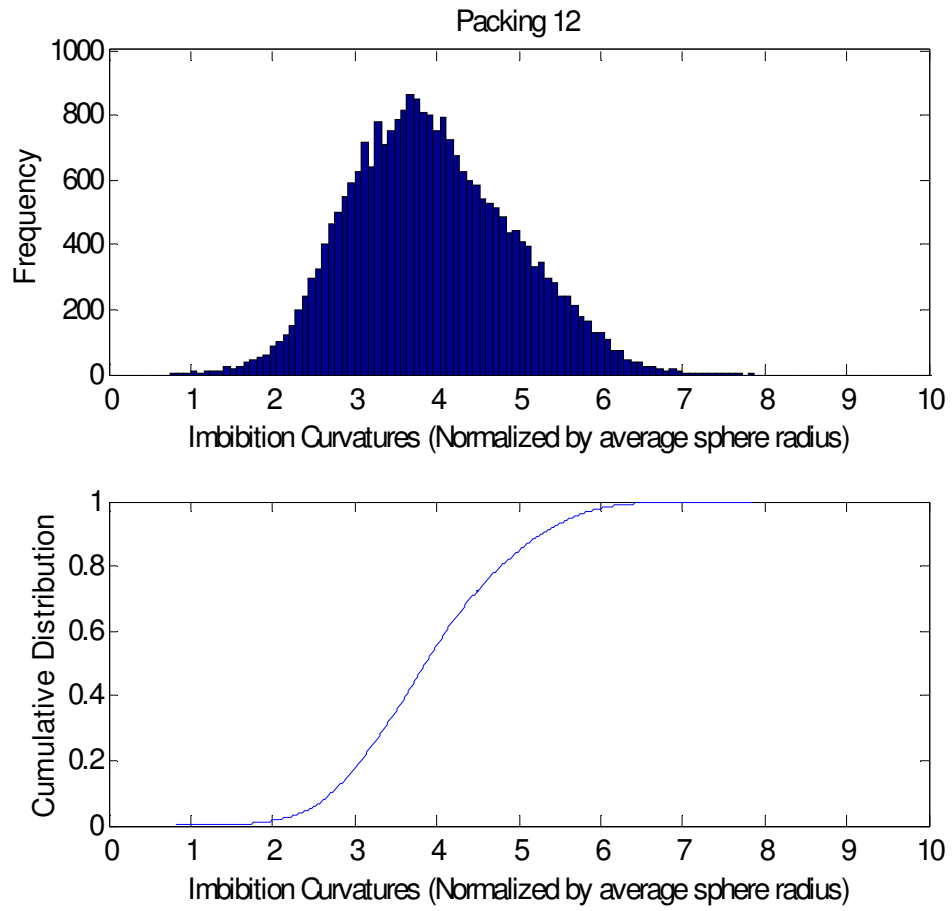 Packing 12
1000
800
600
400
200
0
Frequency
0 1 2 3 4 5 6 7 8 9 10
Imbibition Curvatures (Normalized by average sphere radius)
1
0.8
0.6
0.4
0.2
0
Cumulative Distribution
0 1 2 3 4 5 6 7 8 9 10
Imbibition Curvatures (Normalized by average sphere radius)